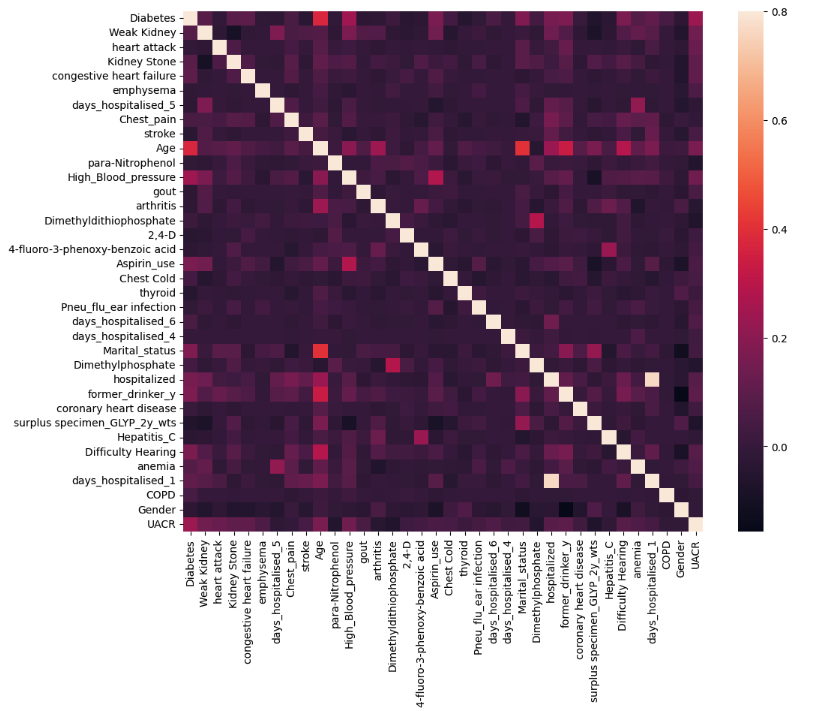 Diabetes
Weak Kidney
heart attack
Kidney Stone
congestive heart failure
emphysema
days_hospitalised_5
Chest_pain
stroke
Age
para-Nitrophenol
High_Blood_pressure
gout
arthritis
Dimethyldithiophosphate
2,4-D
4-fluoro-3-phenoxy-benzoic acid
Aspirin_use
Chest Cold
thyroid
Pneu_flu_ear infection
days_hospitalised_6
days_hospitalised_4
Marital_status
Dimethylphosphate
hospitalized
former_drinker_y
coronary heart disease
surplus specimen_GLYP_2y_wts
Hepatitis_C
Difficulty Hearing
anemia
days_hospitalised_1
COPD
Gender
UACR
Diabetes
Weak Kidney
heart attack
Kidney Stone
congestive heart failure
emphysema
days_hospitalised_5
Chest_pain
stroke
Age
para-Nitrophenol
High_Blood_pressure
gout
arthritis
Dimethyldithiophosphate
2,4-D
4-fluoro-3-phenoxy-benzoic acid
Aspirin_use
Chest Cold
thyroid
Pneu_flu_ear infection
days_hospitalised_6
days_hospitalised_4
Marital_status
Dimethylphosphate
hospitalized
former_drinker_y
coronary heart disease
surplus specimen_GLYP_2y_wts
Hepatitis_C
Difficulty Hearing
anemia
days_hospitalised_1
COPD
Gender
UACR
0.8
0.6
0.4
0.2
0.0